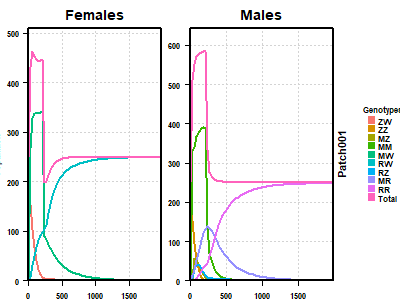 Females
Males
500
400
300
200
100
0
0
500
1000
1500
600
500
400
300
200
100
0
0
500
1000
1500
Patch001
Genotype
ZW
ZZ
MZ
MM
MW
RW
RZ
MR
RR
Total